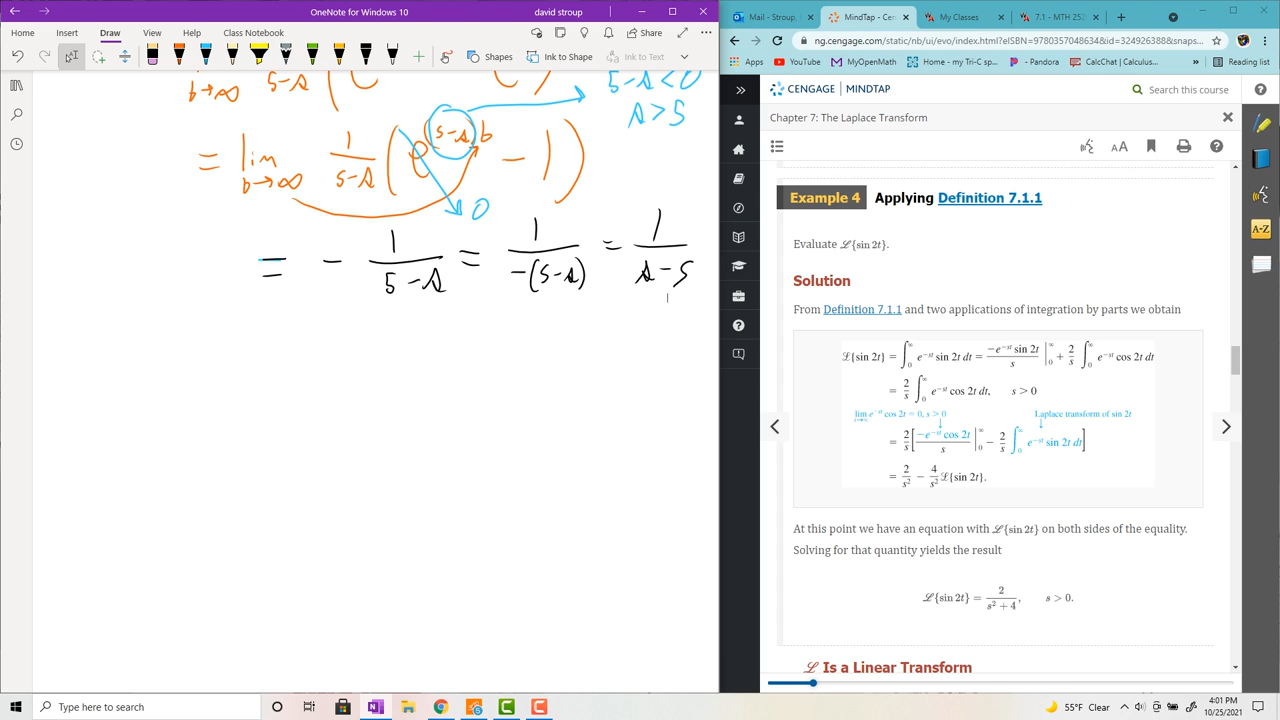 OneNote for Windows 10
david stroup
Home Insert Draw View Help Class Notebook Share
Shapes Ink to Shape Ink to Text
b→∞ 5-s
5-s<0
s>5
= lim b→∞ 1/(5-s) (e^((5-s)b) - 1)
0
= - 1/(5-s) = 1/(-(5-s)) = 1/(s-5)
Type here to search
Mail - Stroup, D
MindTap - Ceng
My Classes
7.1 - MTH 252
ng.cengage.com/static/nb/ui/evo/index.html?eISBN=9780357048634&id=324926388&snaps...
Apps YouTube MyOpenMath Home | my Tri-C sp Pandora CalcChat | Calculus... Reading list
CENGAGE | MINDTAP
Search this course
Chapter 7: The Laplace Transform
Example 4 Applying Definition 7.1.1
Evaluate ℒ{sin 2t}.
Solution
From Definition 7.1.1 and two applications of integration by parts we obtain
ℒ{sin 2t} = ∫₀^∞ e^(-st) sin 2t dt = (-e^(-st) sin 2t)/s |₀^∞ + 2/s ∫₀^∞ e^(-st) cos 2t dt
= 2/s ∫₀^∞ e^(-st) cos 2t dt, s > 0
lim t→∞ e^(-st) cos 2t = 0, s > 0 Laplace transform of sin 2t
= 2/s [(-e^(-st) cos 2t)/s |₀^∞ - 2/s ∫₀^∞ e^(-st) sin 2t dt]
= 2/s² - 4/s² ℒ{sin 2t}.
At this point we have an equation with ℒ{sin 2t} on both sides of the equality.
Solving for that quantity yields the result
ℒ{sin 2t} = 2/(s² + 4), s > 0.
ℒ Is a Linear Transform
55°F Clear
4:01 PM
10/25/2021